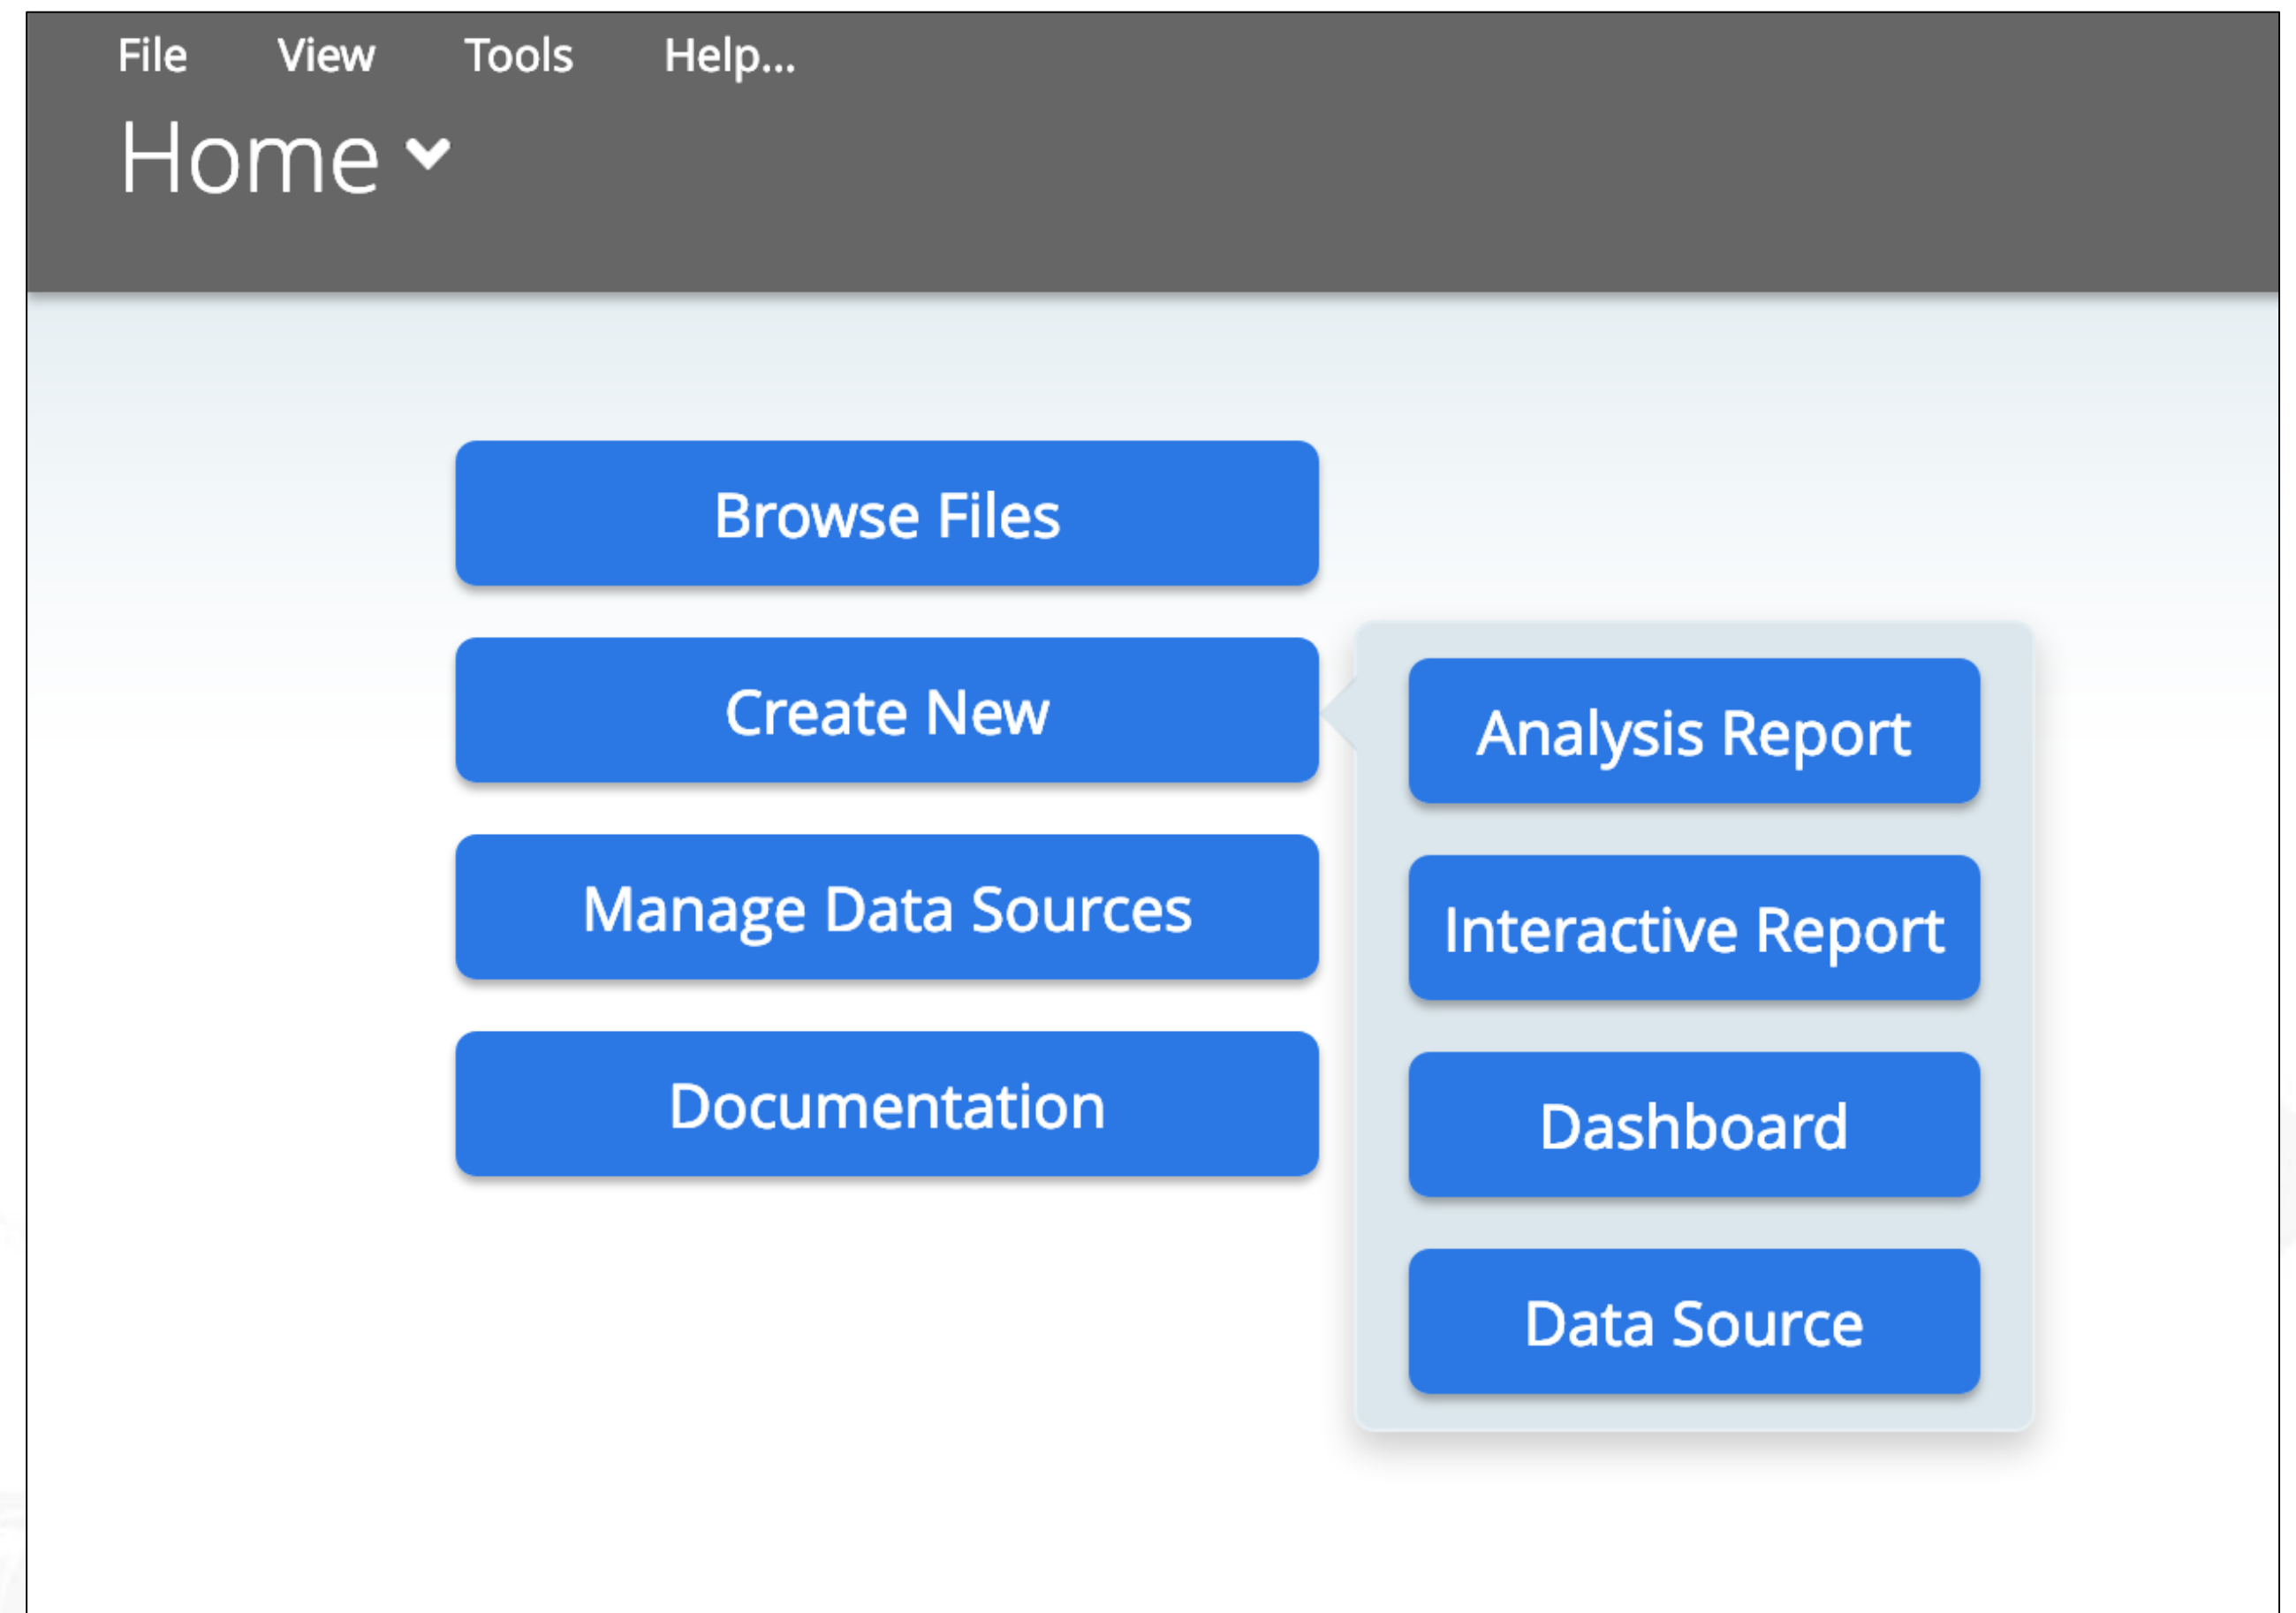 File View Tools Help...
Home
Browse Files
Create New
Manage Data Sources
Documentation
Analysis Report
Interactive Report
Dashboard
Data Source